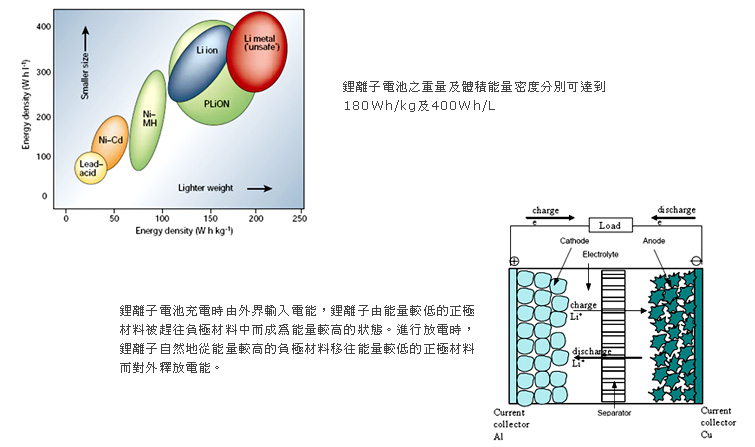 400
300
200
100
0
Energy density (W h l⁻¹)
Smaller size
Li ion
Li metal
('unsafe')
PLiON
Ni–
MH
Ni–Cd
Lead–
acid
Lighter weight
0
50
100
150
200
250
Energy density (W h kg⁻¹)
鋰離子電池之重量及體積能量密度分別可達到
180Wh/kg及400Wh/L
鋰離子電池充電時由外界輸入電能，鋰離子由能量較低的正極
材料被趕往負極材料中而成爲能量較高的狀態。進行放電時，
鋰離子自然地從能量較高的負極材料移往能量較低的正極材料
而對外釋放電能。
charge
e
Load
discharge
e
Cathode
Electrolyte
Anode
+
−
charge
Li⁺
discharge
Li⁺
Separator
Current
collector
Al
Current
collector
Cu